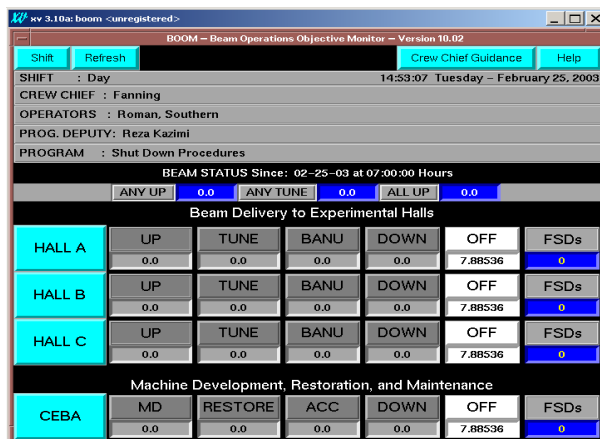 xv 3.10a: boom <unregistered>
BOOM – Beam Operations Objective Monitor – Version 10.02
Shift Refresh Crew Chief Guidance Help
SHIFT : Day 14:53:07 Tuesday – February 25, 2003
CREW CHIEF : Fanning
OPERATORS : Roman, Southern
PROG. DEPUTY: Reza Kazimi
PROGRAM : Shut Down Procedures
BEAM STATUS Since: 02-25-03 at 07:00:00 Hours
ANY UP 0.0 ANY TUNE 0.0 ALL UP 0.0
Beam Delivery to Experimental Halls
HALL A UP TUNE BANU DOWN OFF FSDs
0.0 0.0 0.0 0.0 7.88536 0
HALL B UP TUNE BANU DOWN OFF FSDs
0.0 0.0 0.0 0.0 7.88536 0
HALL C UP TUNE BANU DOWN OFF FSDs
0.0 0.0 0.0 0.0 7.88536 0
Machine Development, Restoration, and Maintenance
CEBA MD RESTORE ACC DOWN OFF FSDs
0.0 0.0 0.0 0.0 7.88536 0